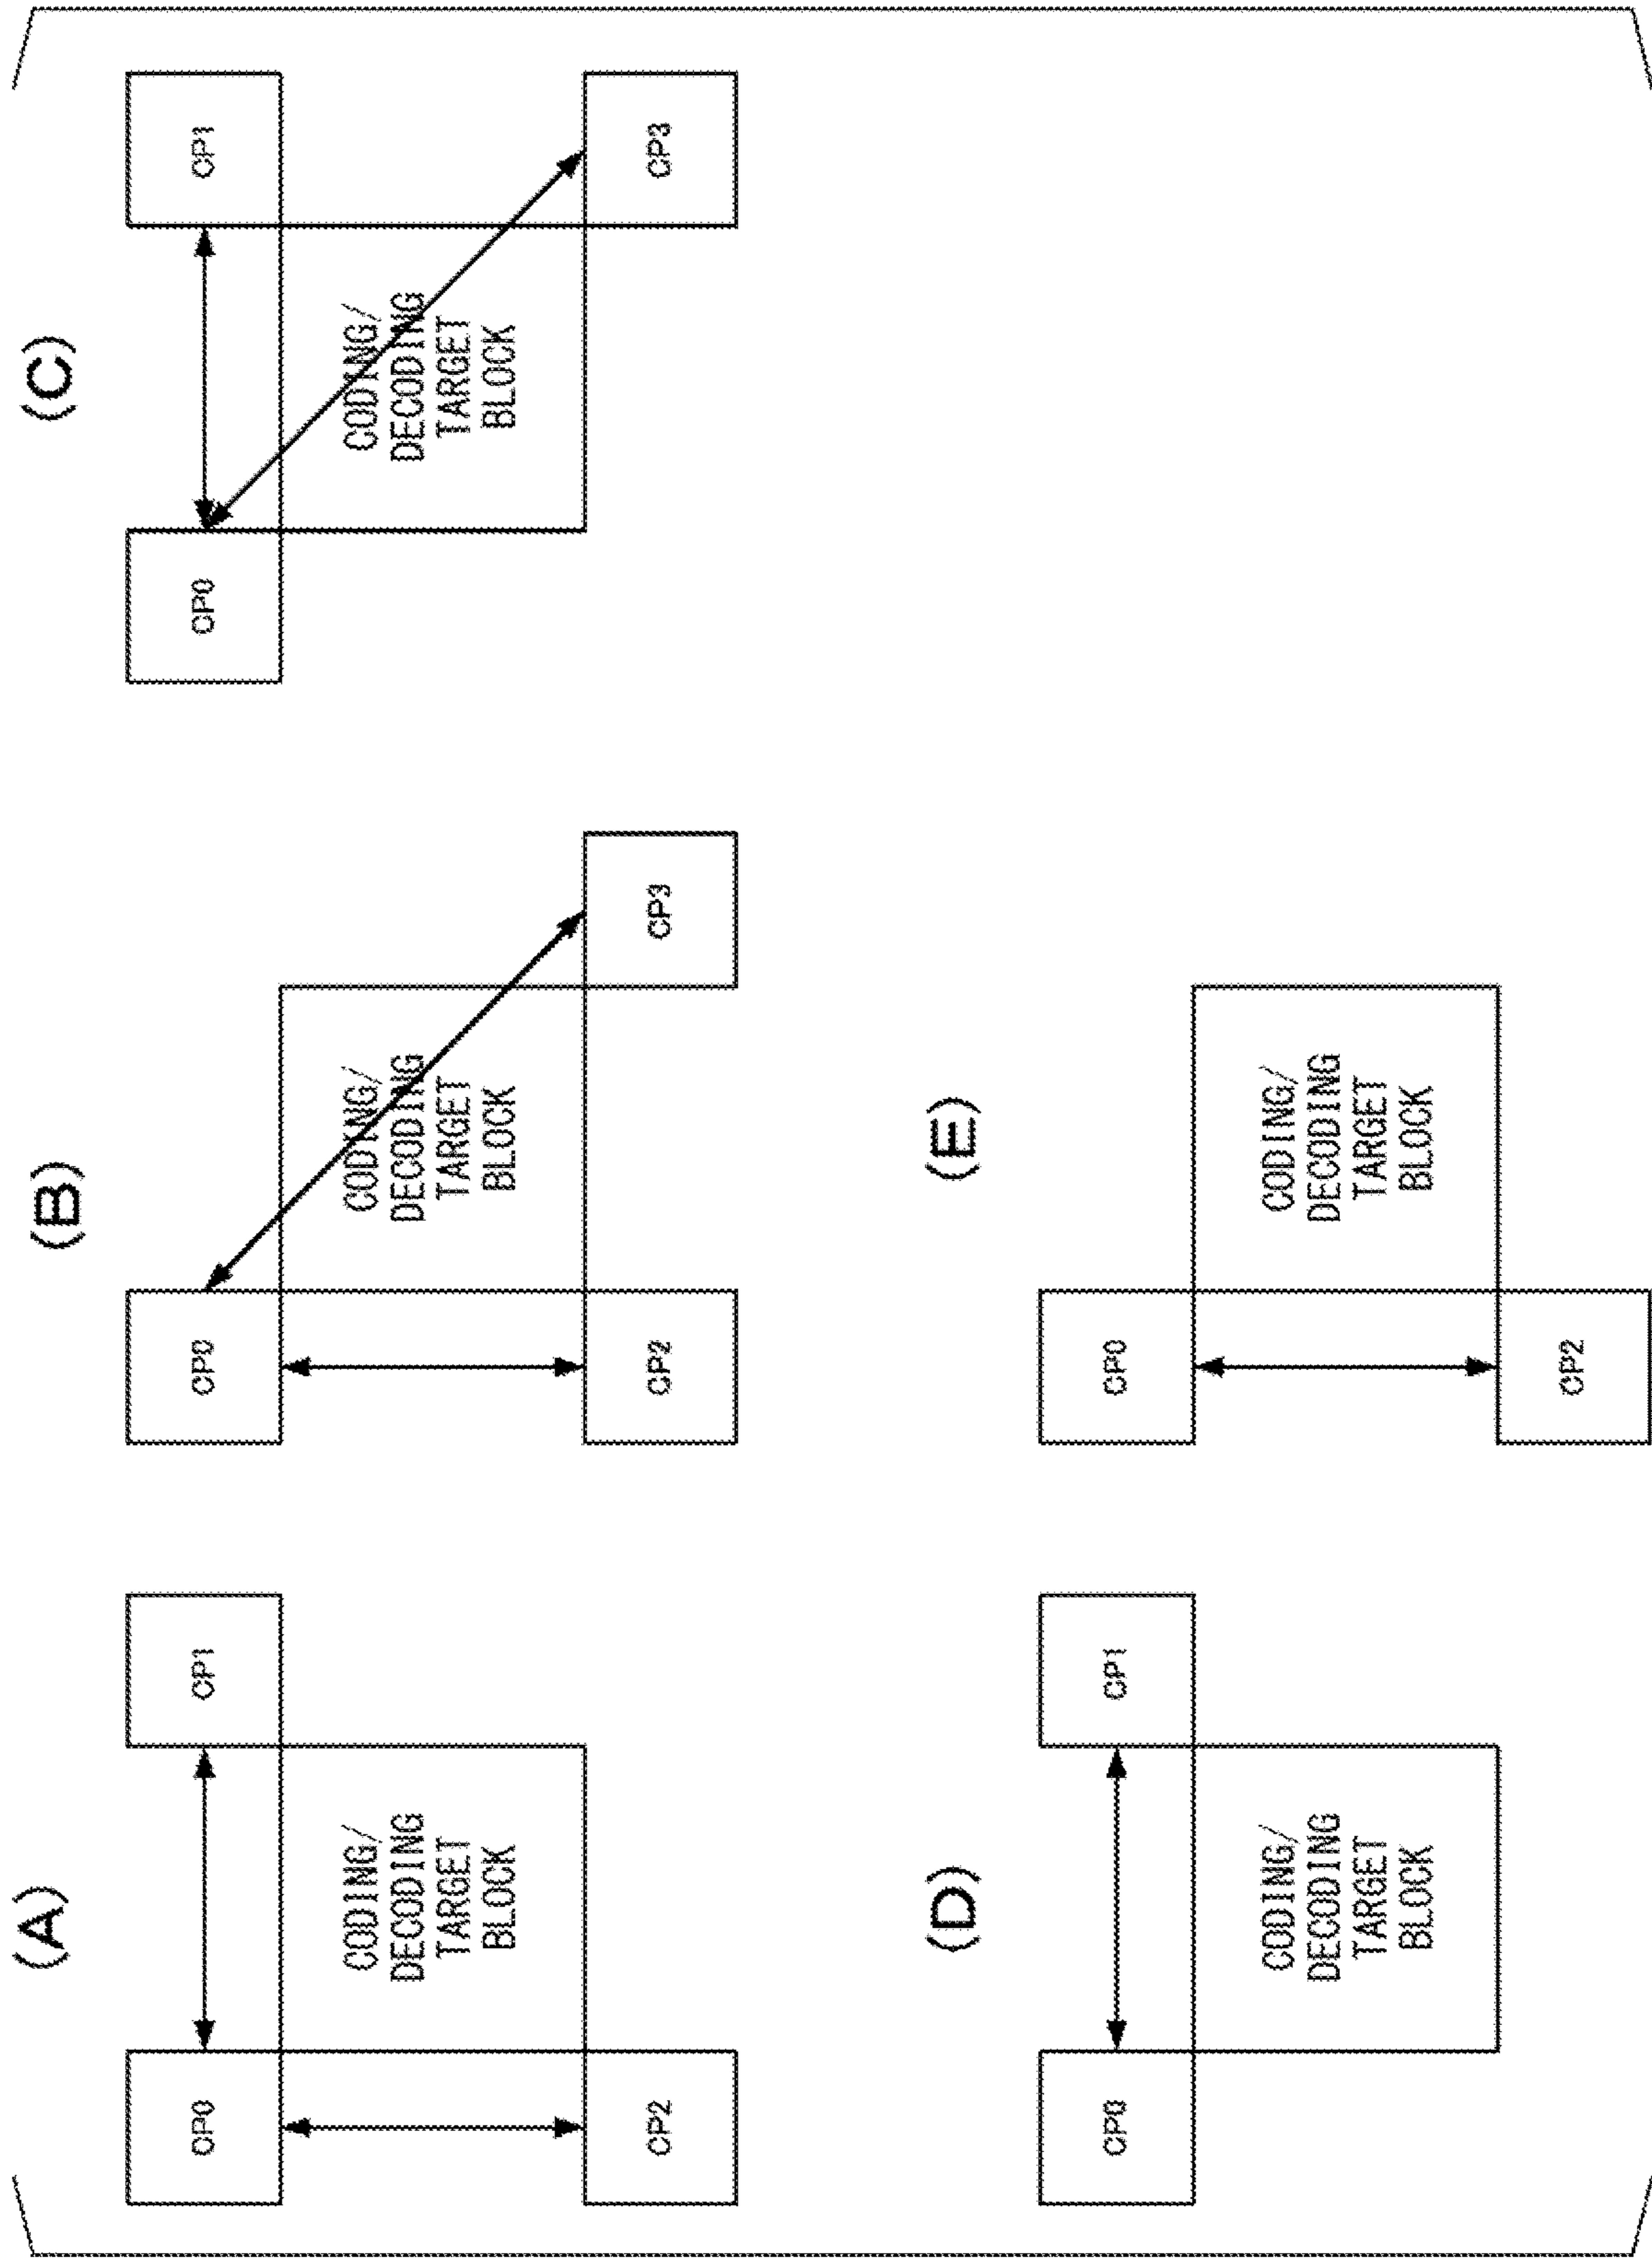 (A)
CP0
CP1
CODING/
DECODING
TARGET
BLOCK
CP2
(B)
CP0
CODING/
DECODING
TARGET
BLOCK
CP2
CP3
(C)
CP0
CP1
CODING/
DECODING
TARGET
BLOCK
CP3
(D)
CP0
CP1
CODING/
DECODING
TARGET
BLOCK
(E)
CP0
CODING/
DECODING
TARGET
BLOCK
CP2